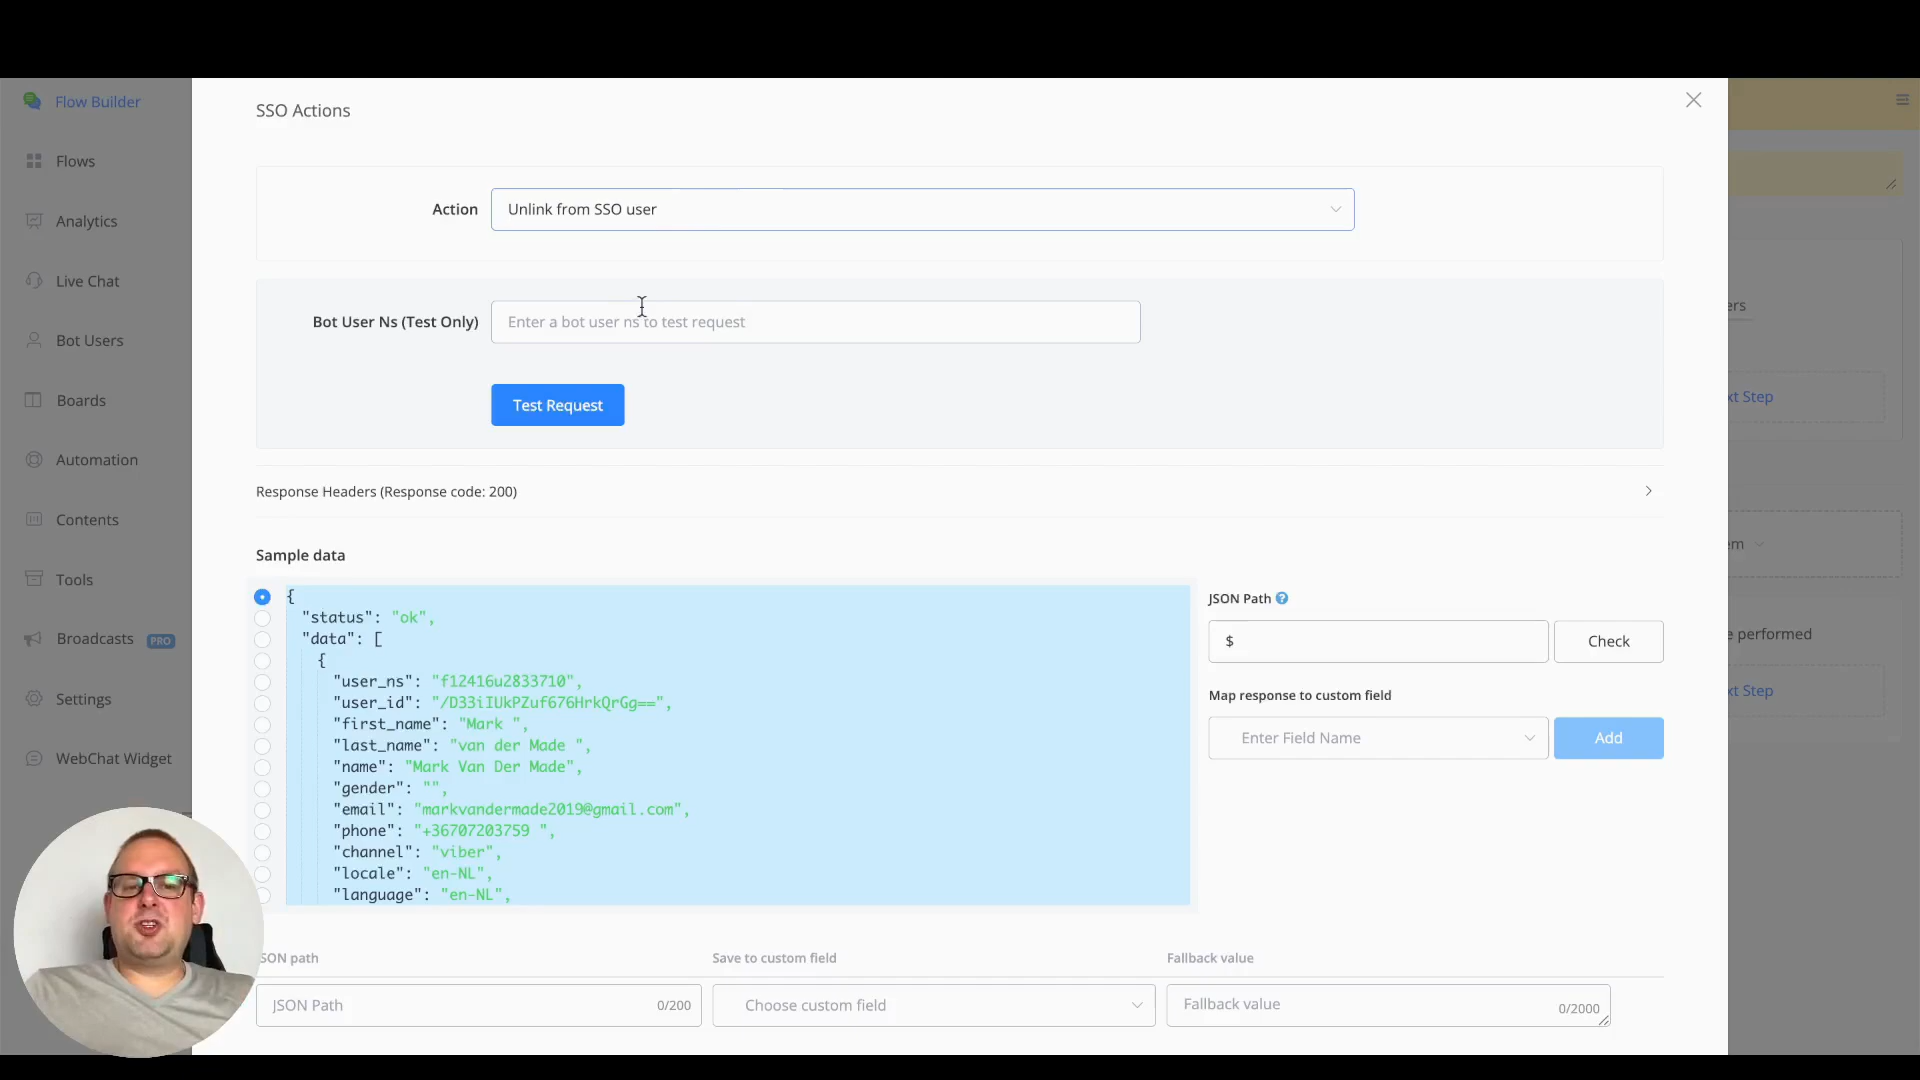 SSO Actions
Flow Builder
Flows
Analytics
Live Chat
Bot Users
Boards
Automation
Contents
Tools
Broadcasts PRO
Settings
WebChat Widget
Action Unlink from SSO user
Bot User Ns (Test Only) Enter a bot user ns to test request
Test Request
Response Headers (Response code: 200)
Sample data
{
"status": "ok",
"data": [
{
"user_ns": "f12416u2833710",
"user_id": "/D33iIUkPZuf676HrkQrGg==",
"first_name": "Mark ",
"last_name": "van der Made ",
"name": "Mark Van Der Made",
"gender": "",
"email": "markvandermade2019@gmail.com",
"phone": "+36707203759 ",
"channel": "viber",
"locale": "en-NL",
"language": "en-NL",
JSON Path ?
$ Check
Map response to custom field
Enter Field Name Add
SON path Save to custom field Fallback value
JSON Path 0/200 Choose custom field Fallback value 0/2000
ers
xt Step
em
e performed
xt Step